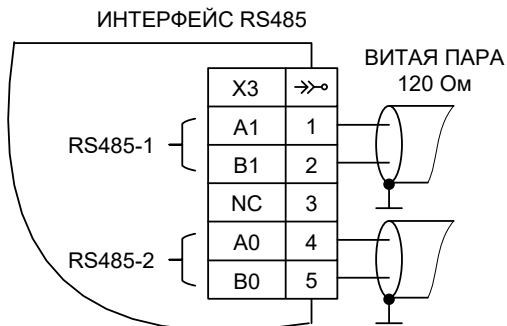 ИНТЕРФЕЙС RS485
ВИТАЯ ПАРА
120 Ом
X3
RS485-1
A1 1
B1 2
NC 3
RS485-2
A0 4
B0 5